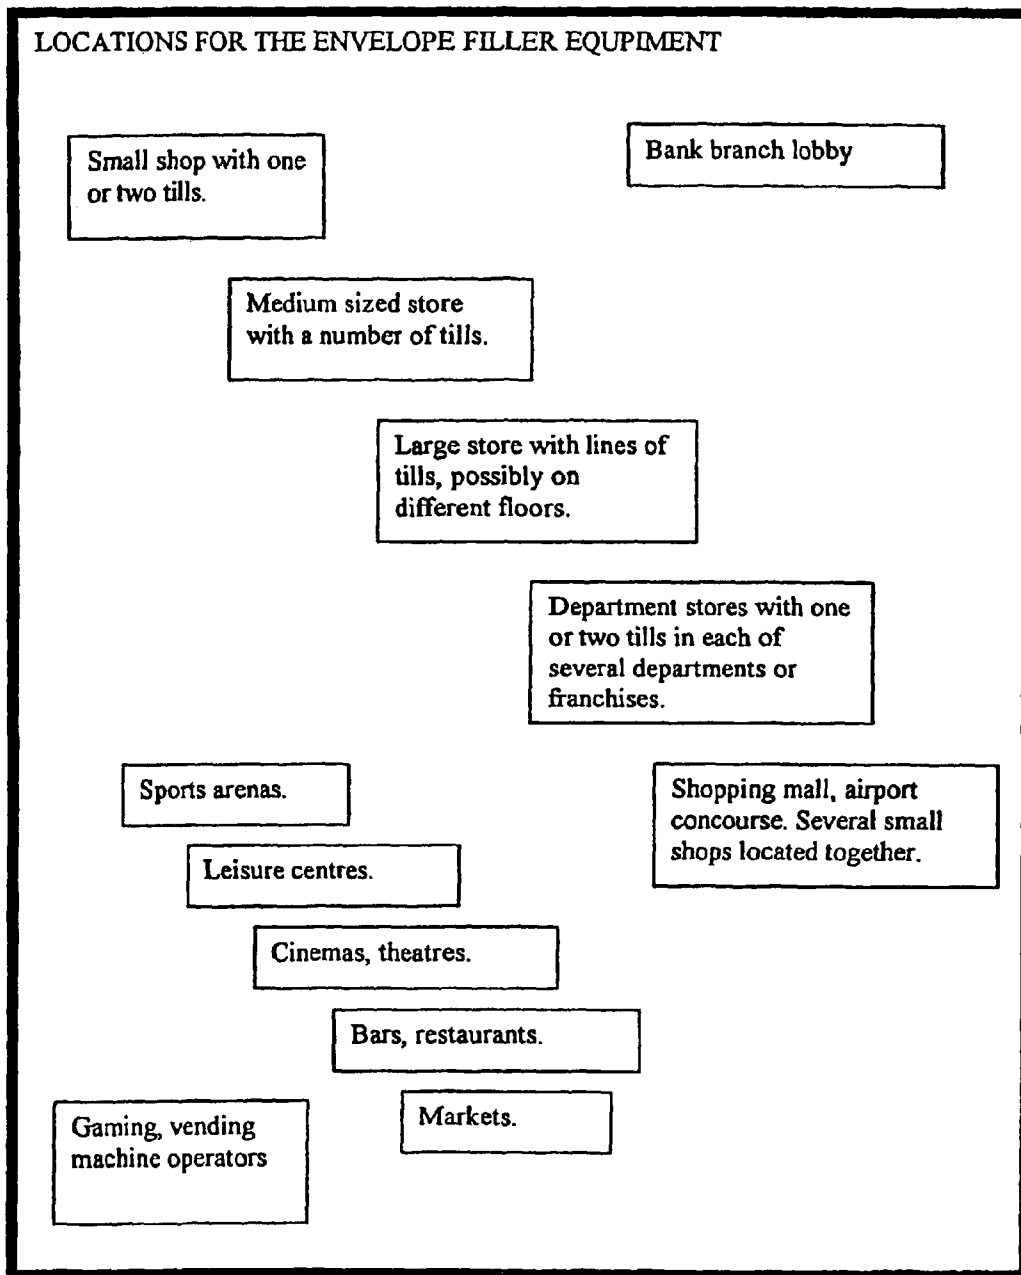 LOCATIONS FOR THE ENVELOPE FILLER EQUPIMENT
Small shop with one
or two tills.
Bank branch lobby
Medium sized store
with a number of tills.
Large store with lines of
tills, possibly on
different floors.
Department stores with one
or two tills in each of
several departments or
franchises.
Sports arenas.
Shopping mall, airport
concourse. Several small
shops located together.
Leisure centres.
Cinemas, theatres.
Bars, restaurants.
Markets.
Gaming, vending
machine operators